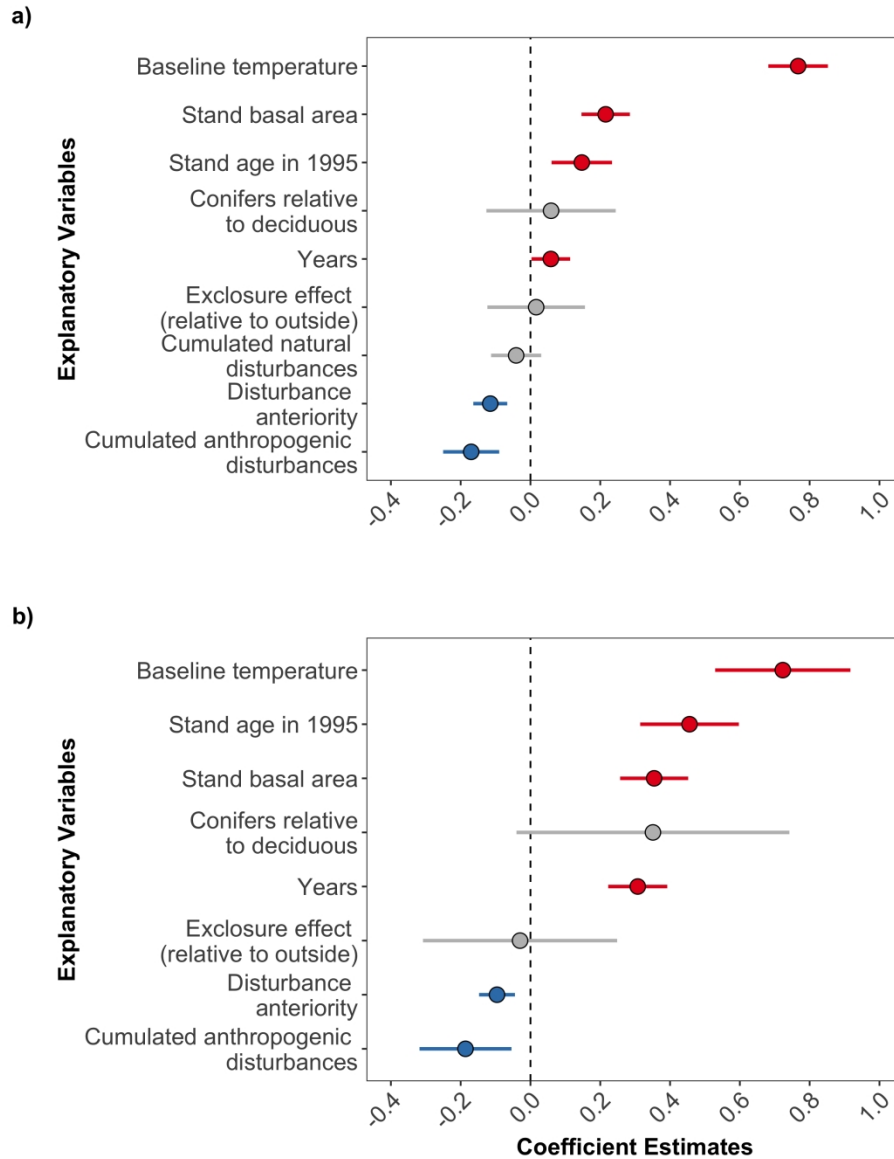 a)
Explanatory Variables
Baseline temperature
Stand basal area
Stand age in 1995
Conifers relative
to deciduous
Years
Exclosure effect
(relative to outside)
Cumulated natural
disturbances
Disturbance
anteriority
Cumulated anthropogenic
disturbances
-0.4 -0.2 0.0 0.2 0.4 0.6 0.8 1.0
b)
Explanatory Variables
Baseline temperature
Stand age in 1995
Stand basal area
Conifers relative
to deciduous
Years
Exclosure effect
(relative to outside)
Disturbance
anteriority
Cumulated anthropogenic
disturbances
-0.4 -0.2 0.0 0.2 0.4 0.6 0.8 1.0
Coefficient Estimates